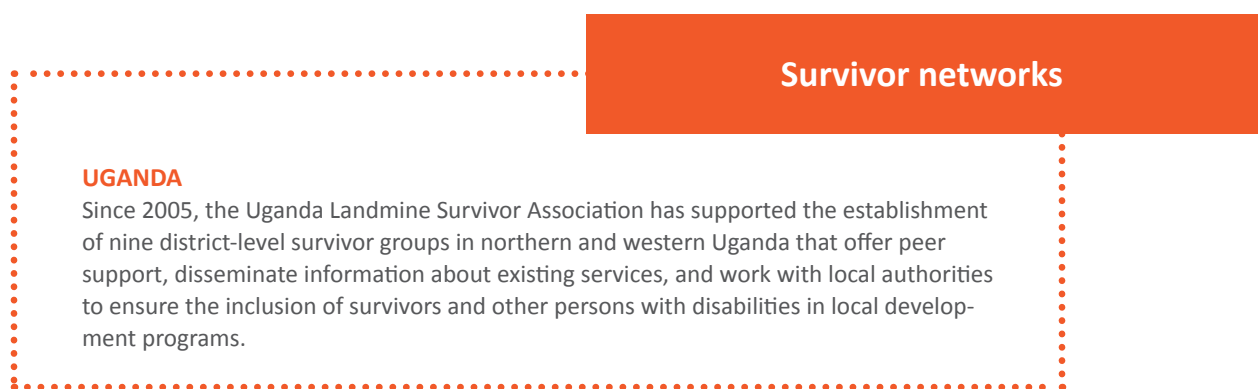 Survivor networks
UGANDA
Since 2005, the Uganda Landmine Survivor Association has supported the establishment
of nine district-level survivor groups in northern and western Uganda that offer peer
support, disseminate information about existing services, and work with local authorities
to ensure the inclusion of survivors and other persons with disabilities in local develop-
ment programs.